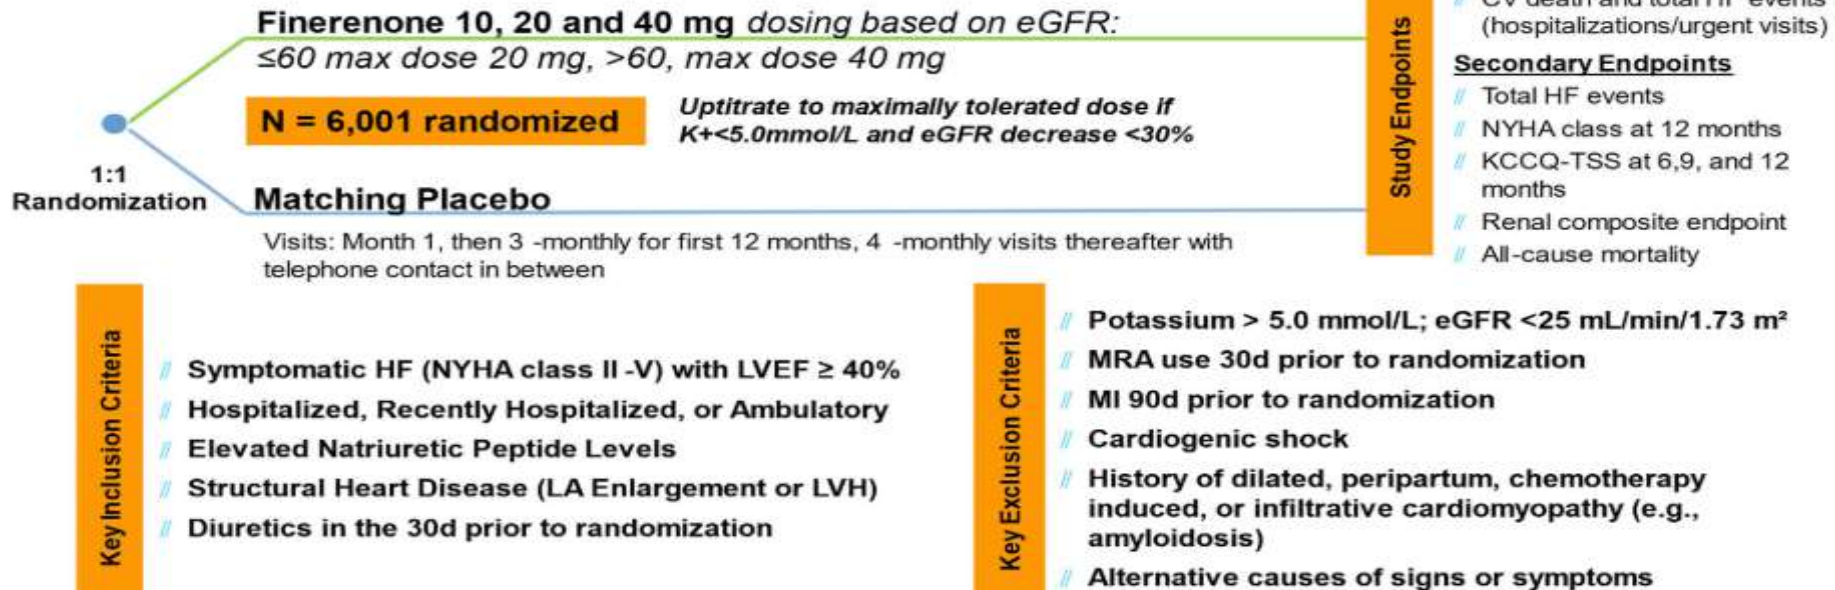 Finerenone 10, 20 and 40 mg dosing based on eGFR:
≤60 max dose 20 mg, >60, max dose 40 mg
N = 6,001 randomized
Uptitrate to maximally tolerated dose if
K+<5.0mmol/L and eGFR decrease <30%
1:1
Randomization
Matching Placebo
Visits: Month 1, then 3 -monthly for first 12 months, 4 -monthly visits thereafter with
telephone contact in between
Study Endpoints
CV death and total HF events
(hospitalizations/urgent visits)
Secondary Endpoints
Total HF events
NYHA class at 12 months
KCCQ-TSS at 6,9, and 12
months
Renal composite endpoint
All-cause mortality
Key Inclusion Criteria
Symptomatic HF (NYHA class II -V) with LVEF ≥ 40%
Hospitalized, Recently Hospitalized, or Ambulatory
Elevated Natriuretic Peptide Levels
Structural Heart Disease (LA Enlargement or LVH)
Diuretics in the 30d prior to randomization
Key Exclusion Criteria
Potassium > 5.0 mmol/L; eGFR <25 mL/min/1.73 m²
MRA use 30d prior to randomization
MI 90d prior to randomization
Cardiogenic shock
History of dilated, peripartum, chemotherapy
induced, or infiltrative cardiomyopathy (e.g.,
amyloidosis)
Alternative causes of signs or symptoms